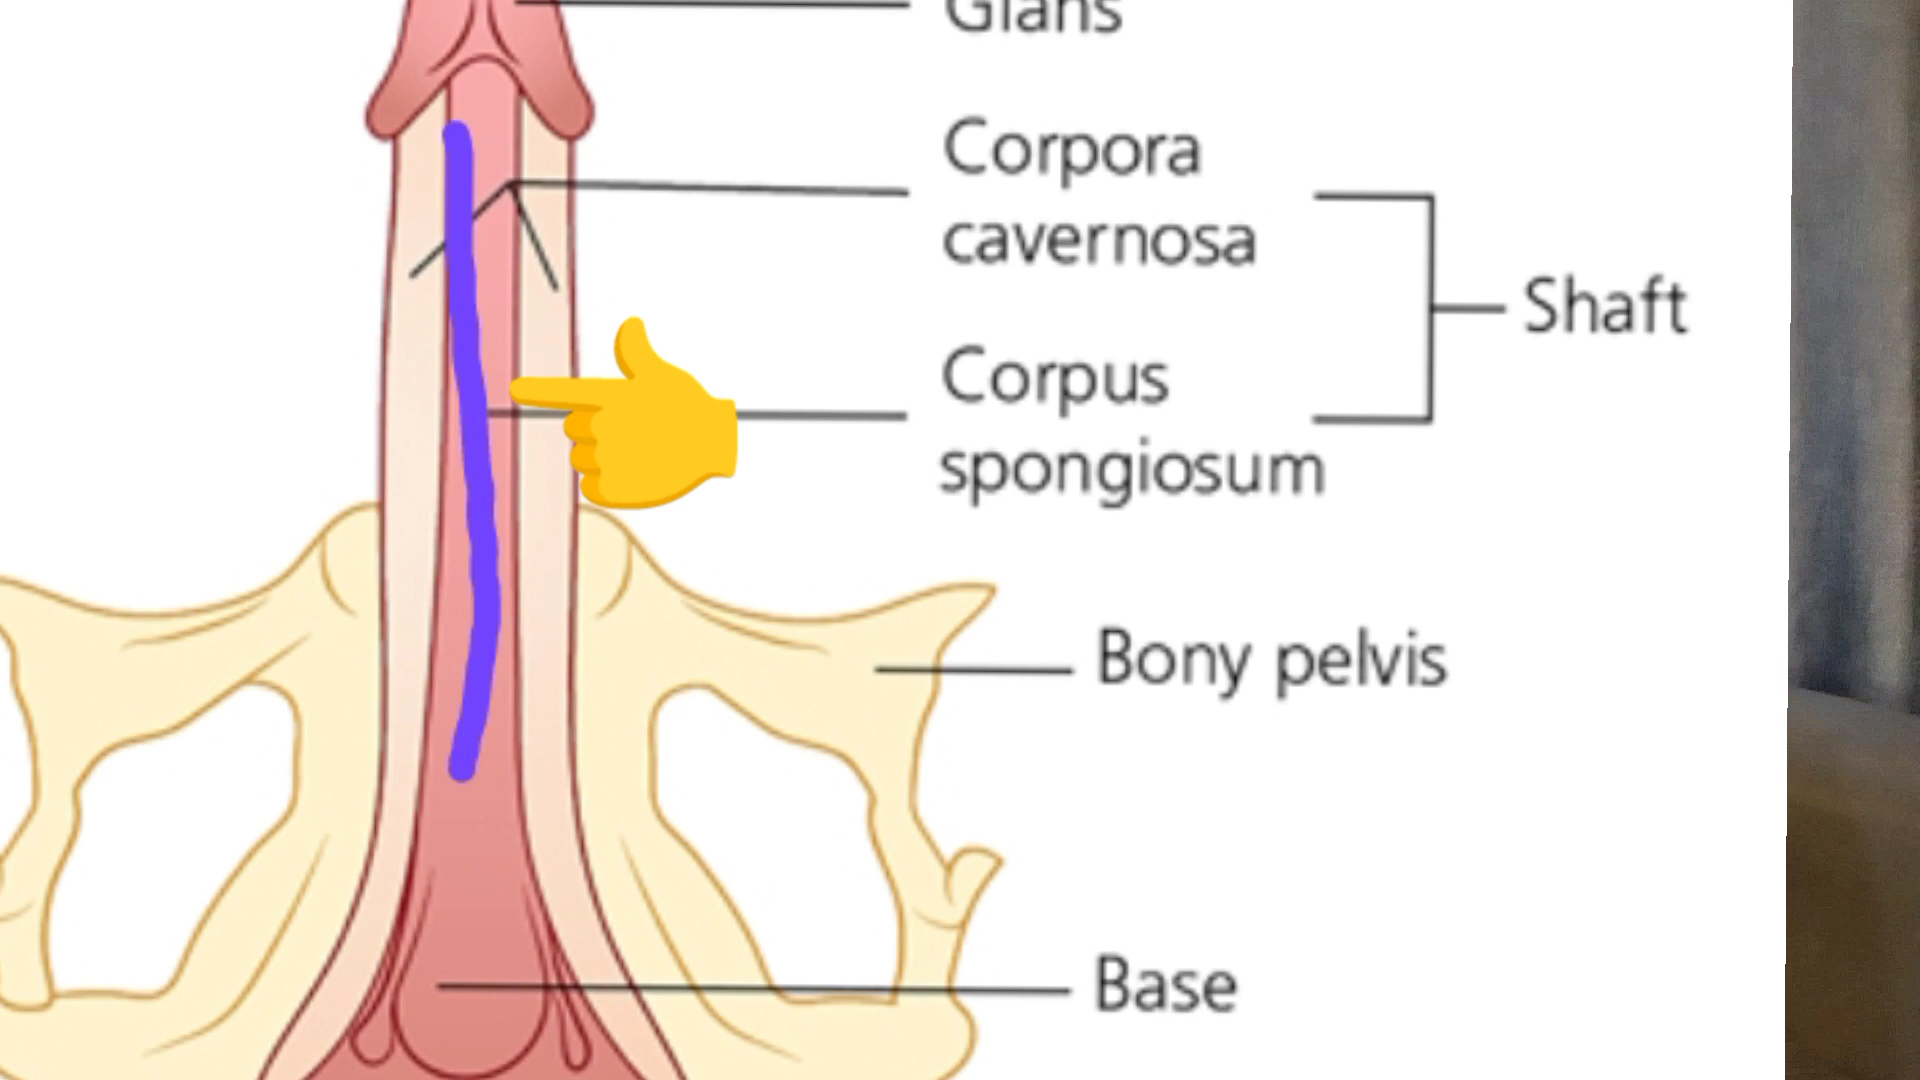 Glans
Corpora
cavernosa
Shaft
Corpus
spongiosum
Bony pelvis
Base